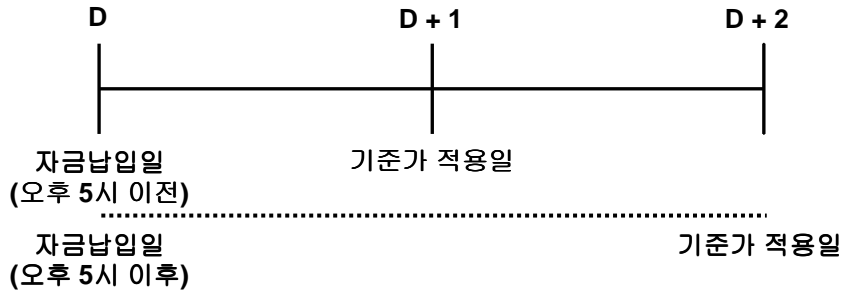 D D + 1 D + 2
자금납입일 기준가 적용일
(오후 5시 이전)
자금납입일 기준가 적용일
(오후 5시 이후)